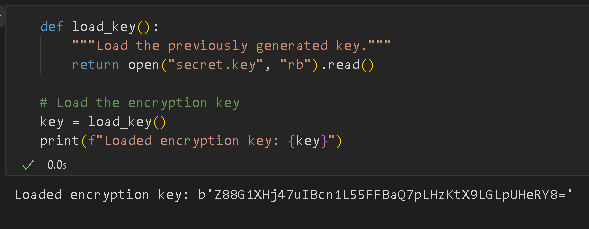 def load_key():
"""Load the previously generated key."""
return open("secret.key", "rb").read()
# Load the encryption key
key = load_key()
print(f"Loaded encryption key: {key}")
0.0s
Loaded encryption key: b'Z88G1XHj47uIBcn1L55FFBaQ7pLHzKtX9LGLpUHeRY8='